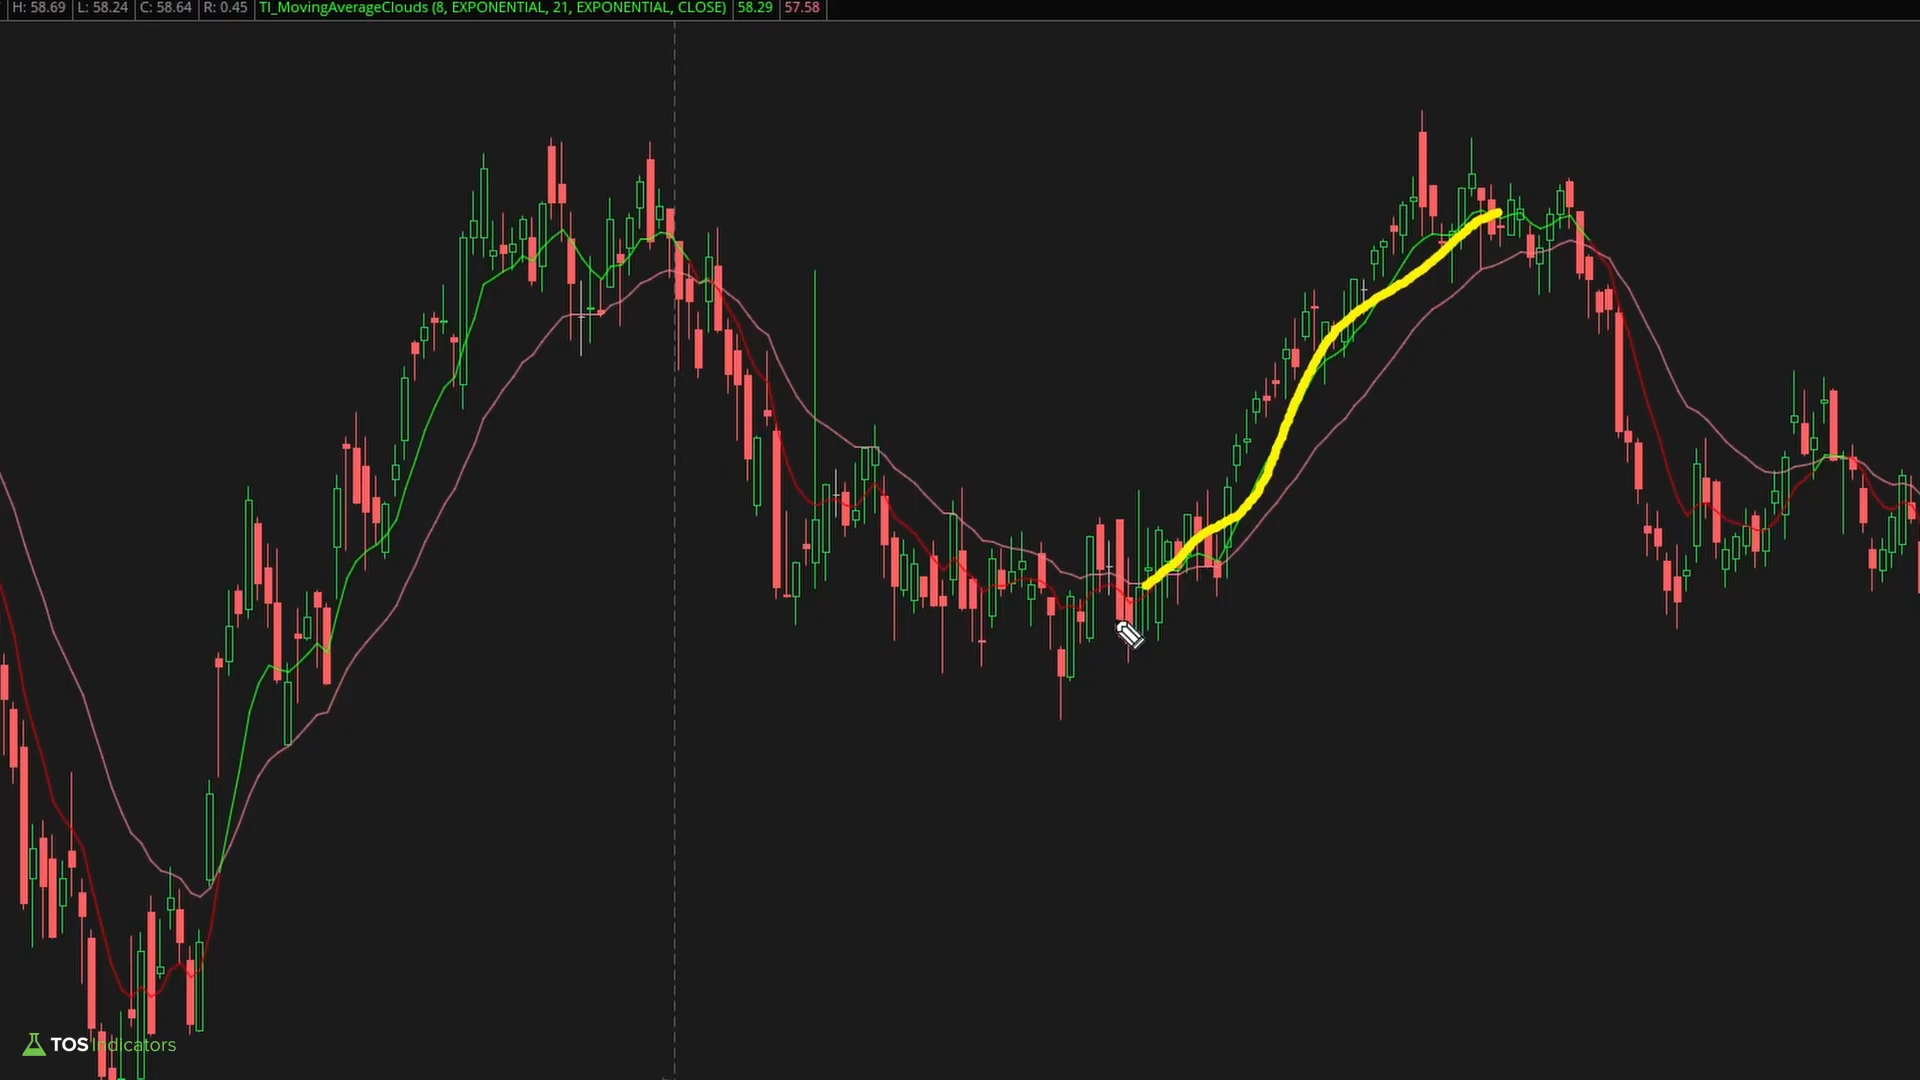 H: 58.69 L: 58.24 C: 58.64 R: 0.45 TI_MovingAverageClouds (8, EXPONENTIAL, 21, EXPONENTIAL, CLOSE) 58.29 57.58
TOS Indicators